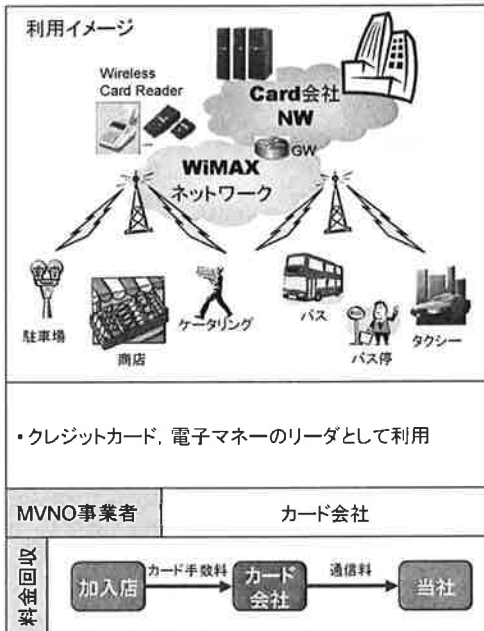 利用イメージ
Wireless
Card Reader
Card会社
NW
GW
WiMAX
ネットワーク
駐車場
商店
ケータリング
バス
バス停
タクシー
・クレジットカード, 電子マネーのリーダとして利用
MVNO事業者
カード会社
料金回収
加入店
カード手数料
カード
会社
通信料
当社